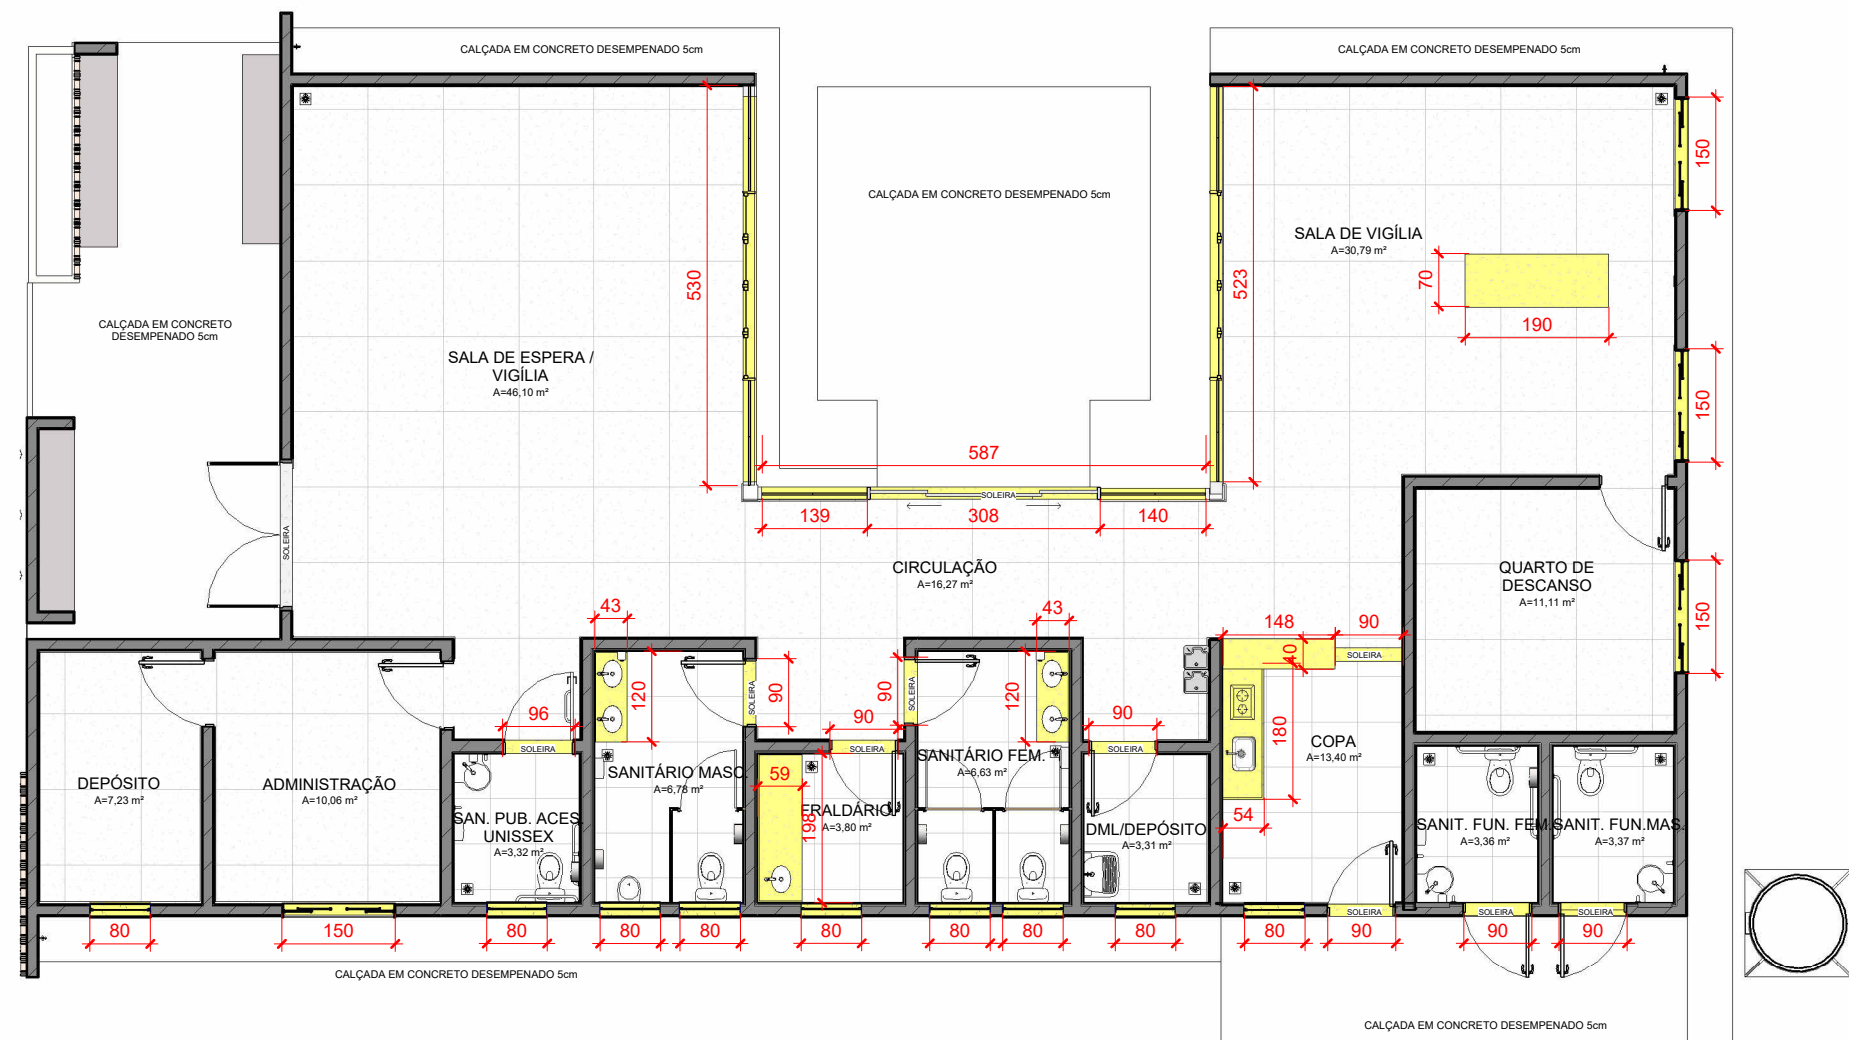 CALÇADA EM CONCRETO DESEMPENADO 5cm
CALÇADA EM CONCRETO DESEMPENADO 5cm
CALÇADA EM CONCRETO DESEMPENADO 5cm
CALÇADA EM CONCRETO
DESEMPENADO 5cm
530
523
150
SALA DE VIGÍLIA
A=30,79 m²
70
190
SALA DE ESPERA /
VIGÍLIA
A=46,10 m²
150
587
SOLEIRA
139
308
140
SOLEIRA
CIRCULAÇÃO
A=16,27 m²
QUARTO DE
DESCANSO
A=11,11 m²
150
43
43
148
90
40
SOLEIRA
120
90
SOLEIRA
90
SOLEIRA
120
96
SOLEIRA
90
SOLEIRA
90
SOLEIRA
180
COPA
A=13,40 m²
DEPÓSITO
A=7,23 m²
ADMINISTRAÇÃO
A=10,06 m²
SAN. PUB. ACES.
UNISSEX
A=3,32 m²
SANITÁRIO MASC.
A=6,78 m²
59
198
FRALDÁRIO
A=3,80 m²
SANITÁRIO FEM.
A=6,63 m²
DML/DEPÓSITO
A=3,31 m²
54
SANIT. FUN. FEM.
A=3,36 m²
SANIT. FUN.MAS.
A=3,37 m²
SOLEIRA
SOLEIRA
SOLEIRA
80
150
80
80
80
80
80
80
80
80
90
90
90
CALÇADA EM CONCRETO DESEMPENADO 5cm
CALÇADA EM CONCRETO DESEMPENADO 5cm